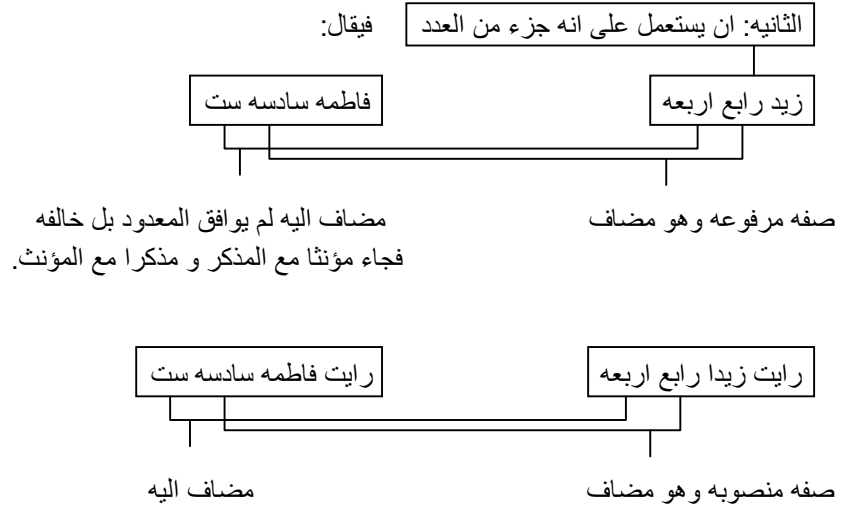 الثانيه: ان يستعمل على انه جزء من العدد فيقال:
زيد رابع اربعه فاطمه سادسه ست
صفه مرفوعه وهو مضاف مضاف اليه لم يوافق المعدود بل خالفه
فجاء مؤنثا مع المذكر و مذكرا مع المؤنث.
رايت زيدا رابع اربعه رايت فاطمه سادسه ست
صفه منصوبه وهو مضاف مضاف اليه